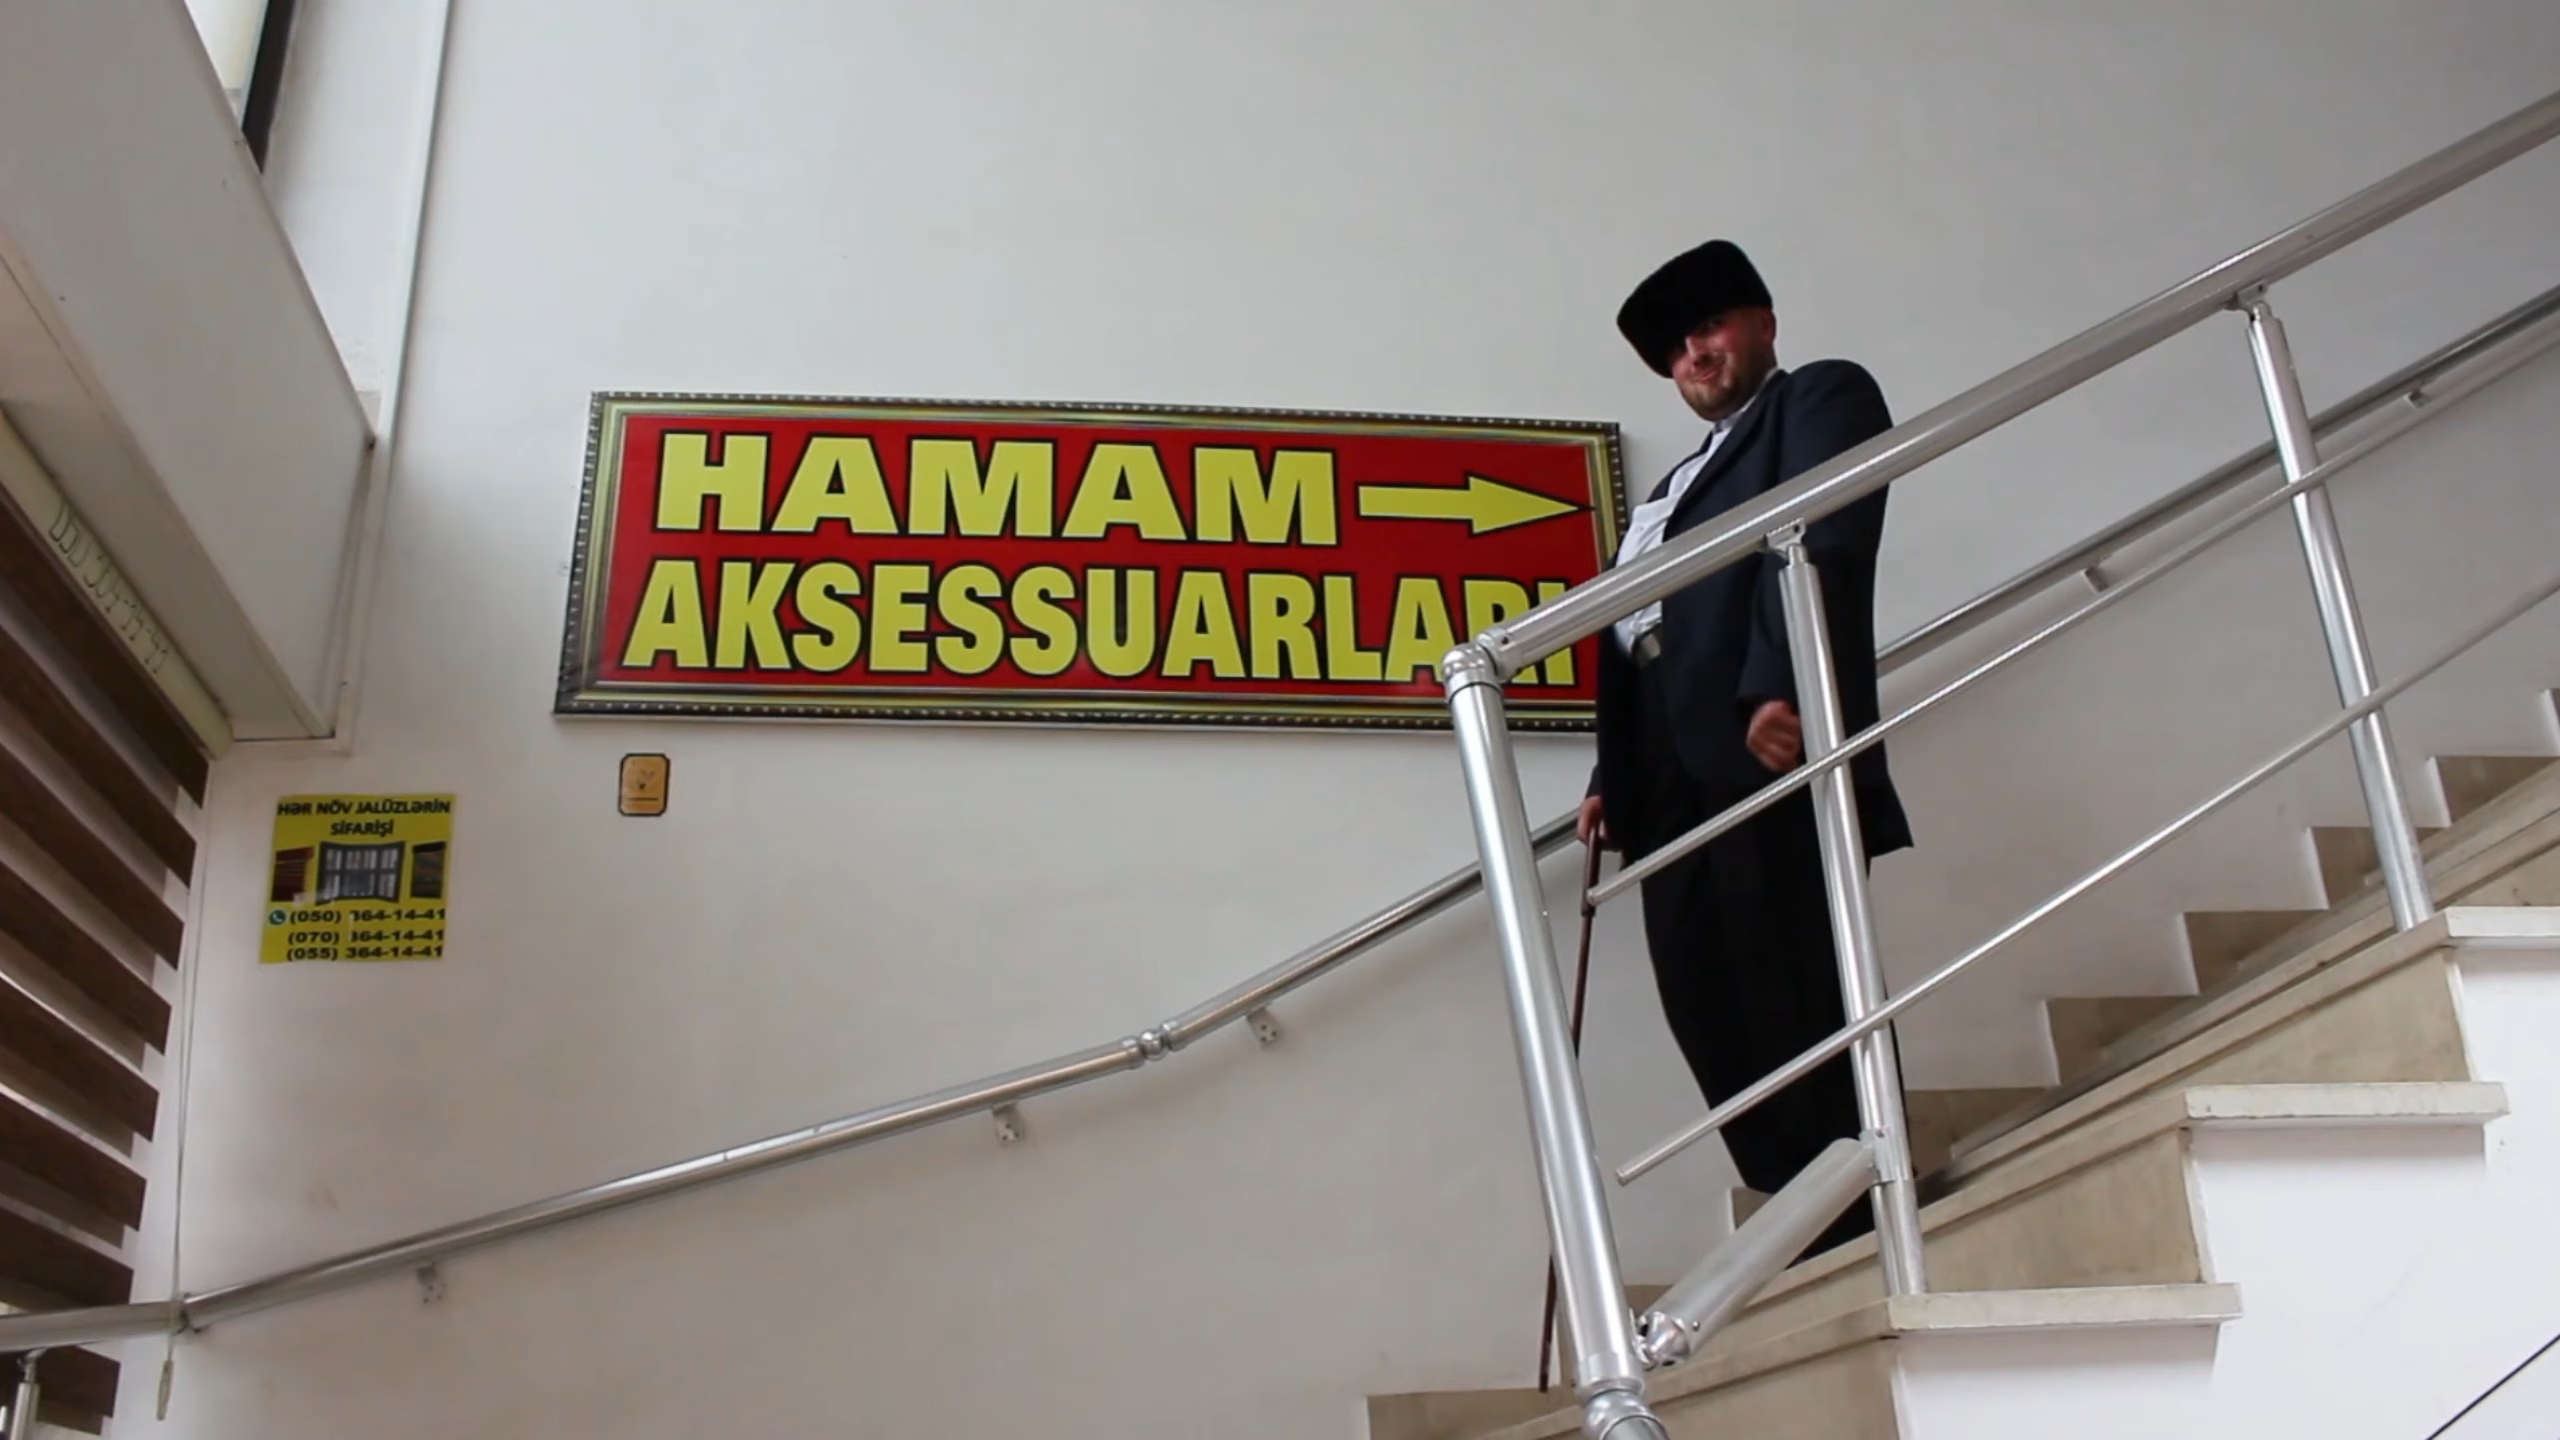 HAMAM
AKSESSUARLARI
HƏR NÖV JALÜZLƏRİN
SİFARİŞİ
(050) 364-14-41
(070) 364-14-41
(055) 364-14-41